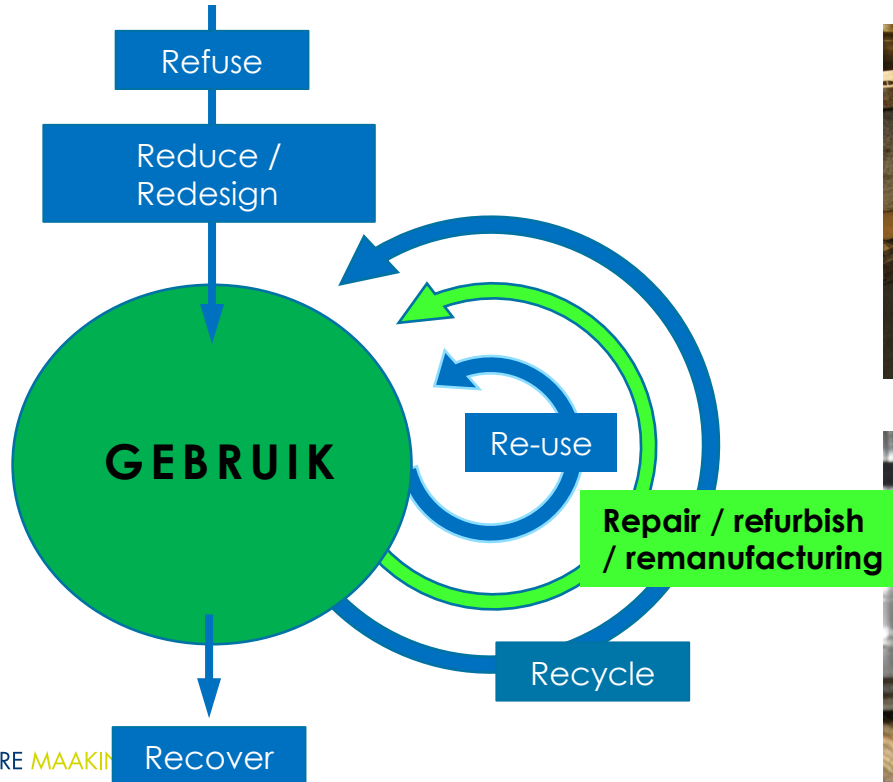 Refuse
Reduce /
Redesign
GEBRUIK
Re-use
Repair / refurbish
/ remanufacturing
Recycle
Recover